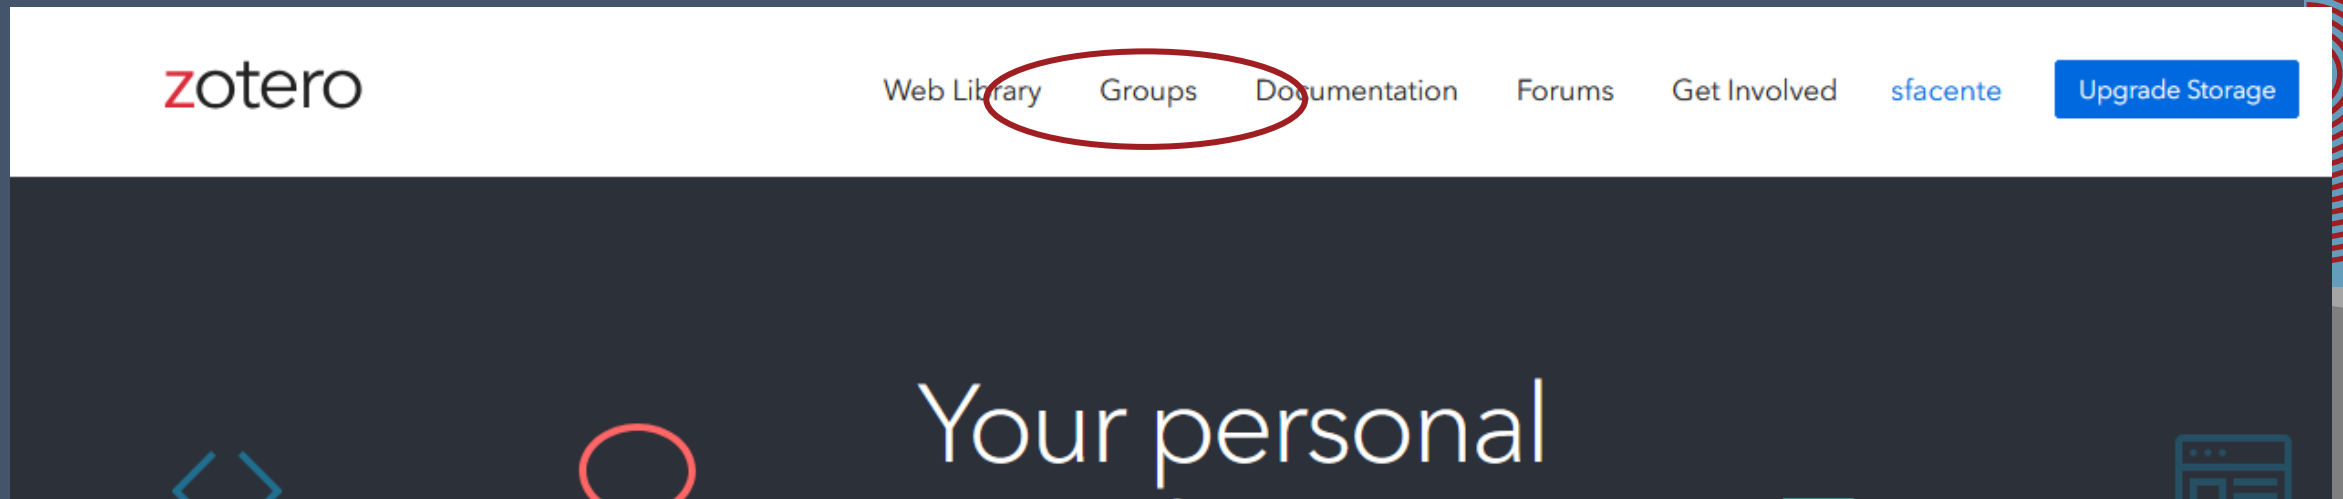 zotero
Web Library Groups Documentation Forums Get Involved sfacente Upgrade Storage
Your personal